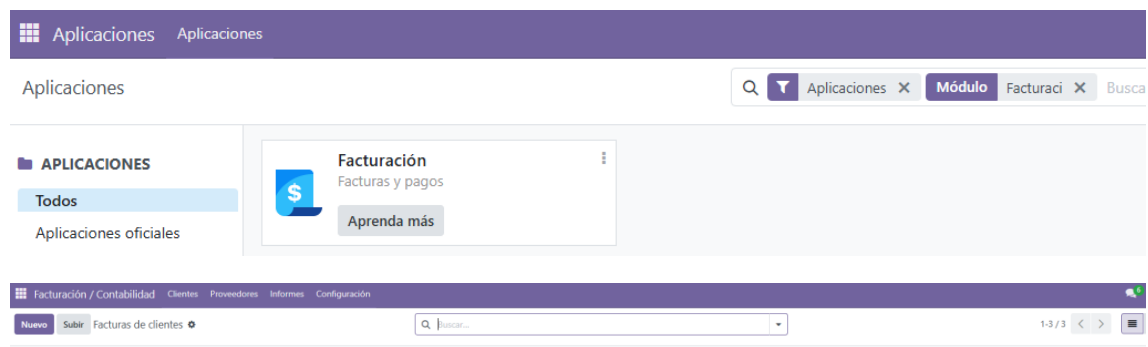 Aplicaciones Aplicaciones
Aplicaciones Aplicaciones Módulo Facturaci Busca
APLICACIONES
Todos
Aplicaciones oficiales
Facturación
Facturas y pagos
$
Aprenda más
Facturación / Contabilidad Clientes Proveedores Informes Configuración 6
Nuevo Subir Facturas de clientes Buscar... 1-3 / 3